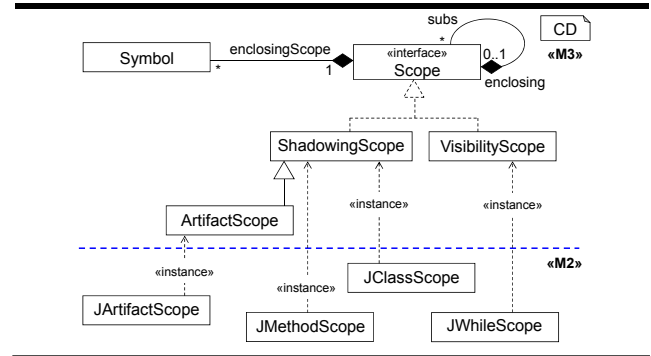 subs
CD
enclosingScope
*
«interface»
0..1
«M3»
Symbol
*
1
Scope
enclosing
ShadowingScope
VisibilityScope
«instance»
«instance»
ArtifactScope
«M2»
«instance»
JClassScope
«instance»
JArtifactScope
JMethodScope
JWhileScope